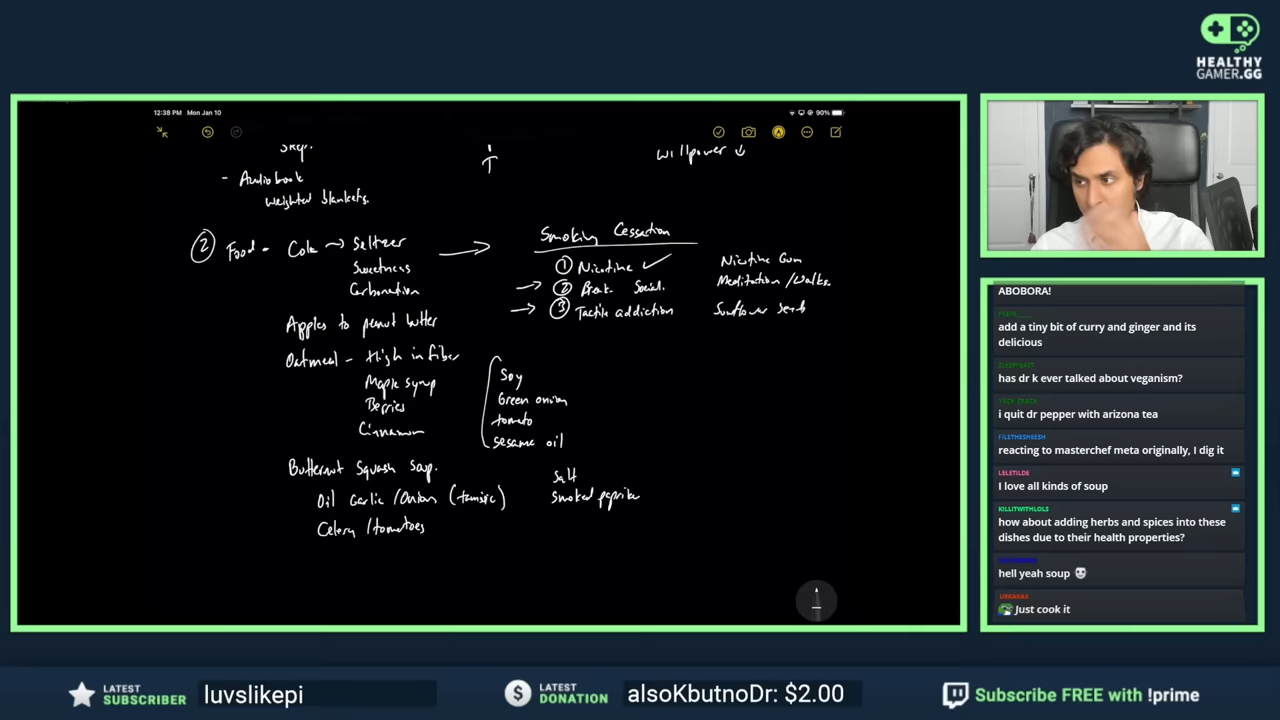 HEALTHY
GAMER.GG
12:38 PM Mon Jan 10
90%
- Audiobook
Weighted blankets.
T
Willpower ↓
② Food - Cola → Seltzer →
Sweetness
Carbonation
Smoking Cessation
① Nicotine ✓ Nicotine Gum
→ ② Break Social. Meditation / Walks
→ ③ Tactile addiction Sunflower seeds
Apples to peanut butter
Oatmeal - High in fiber
Maple syrup
Berries
Cinnamon
Soy
Green onion
tomato
sesame oil
Butternut Squash Soup.
Oil Garlic / Onion
Celery / tomatoes
Salt
Smoked paprika
ABOBORA!
add a tiny bit of curry and ginger and its
delicious
has dr k ever talked about veganism?
i quit dr pepper with arizona tea
FILETHESHEESH
reacting to masterchef meta originally, I dig it
LELETILDE
I love all kinds of soup
KILLITWITHLOLS
how about adding herbs and spices into these
dishes due to their health properties?
hell yeah soup
Just cook it
LATEST
SUBSCRIBER
luvslikepi
LATEST
DONATION
alsoKbutnoDr: $2.00
Subscribe FREE with !prime